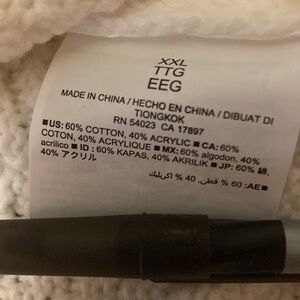 XXL
TTG
EEG
MADE IN CHINA / HECHO EN CHINA / DIBUAT DI
TIONGKOK
RN 54023 CA 17897
■US: 60% COTTON, 40% ACRYLIC ■CA: 60%
COTON, 40% ACRYLIQUE ■MX: 60% algodon, 40%
acrilico ■ID: 60% KAPAS, 40% AKRILIK ■JP: 60% 綿,
40% アクリル
■AE: 60 % قطن, 40 % اكريليك